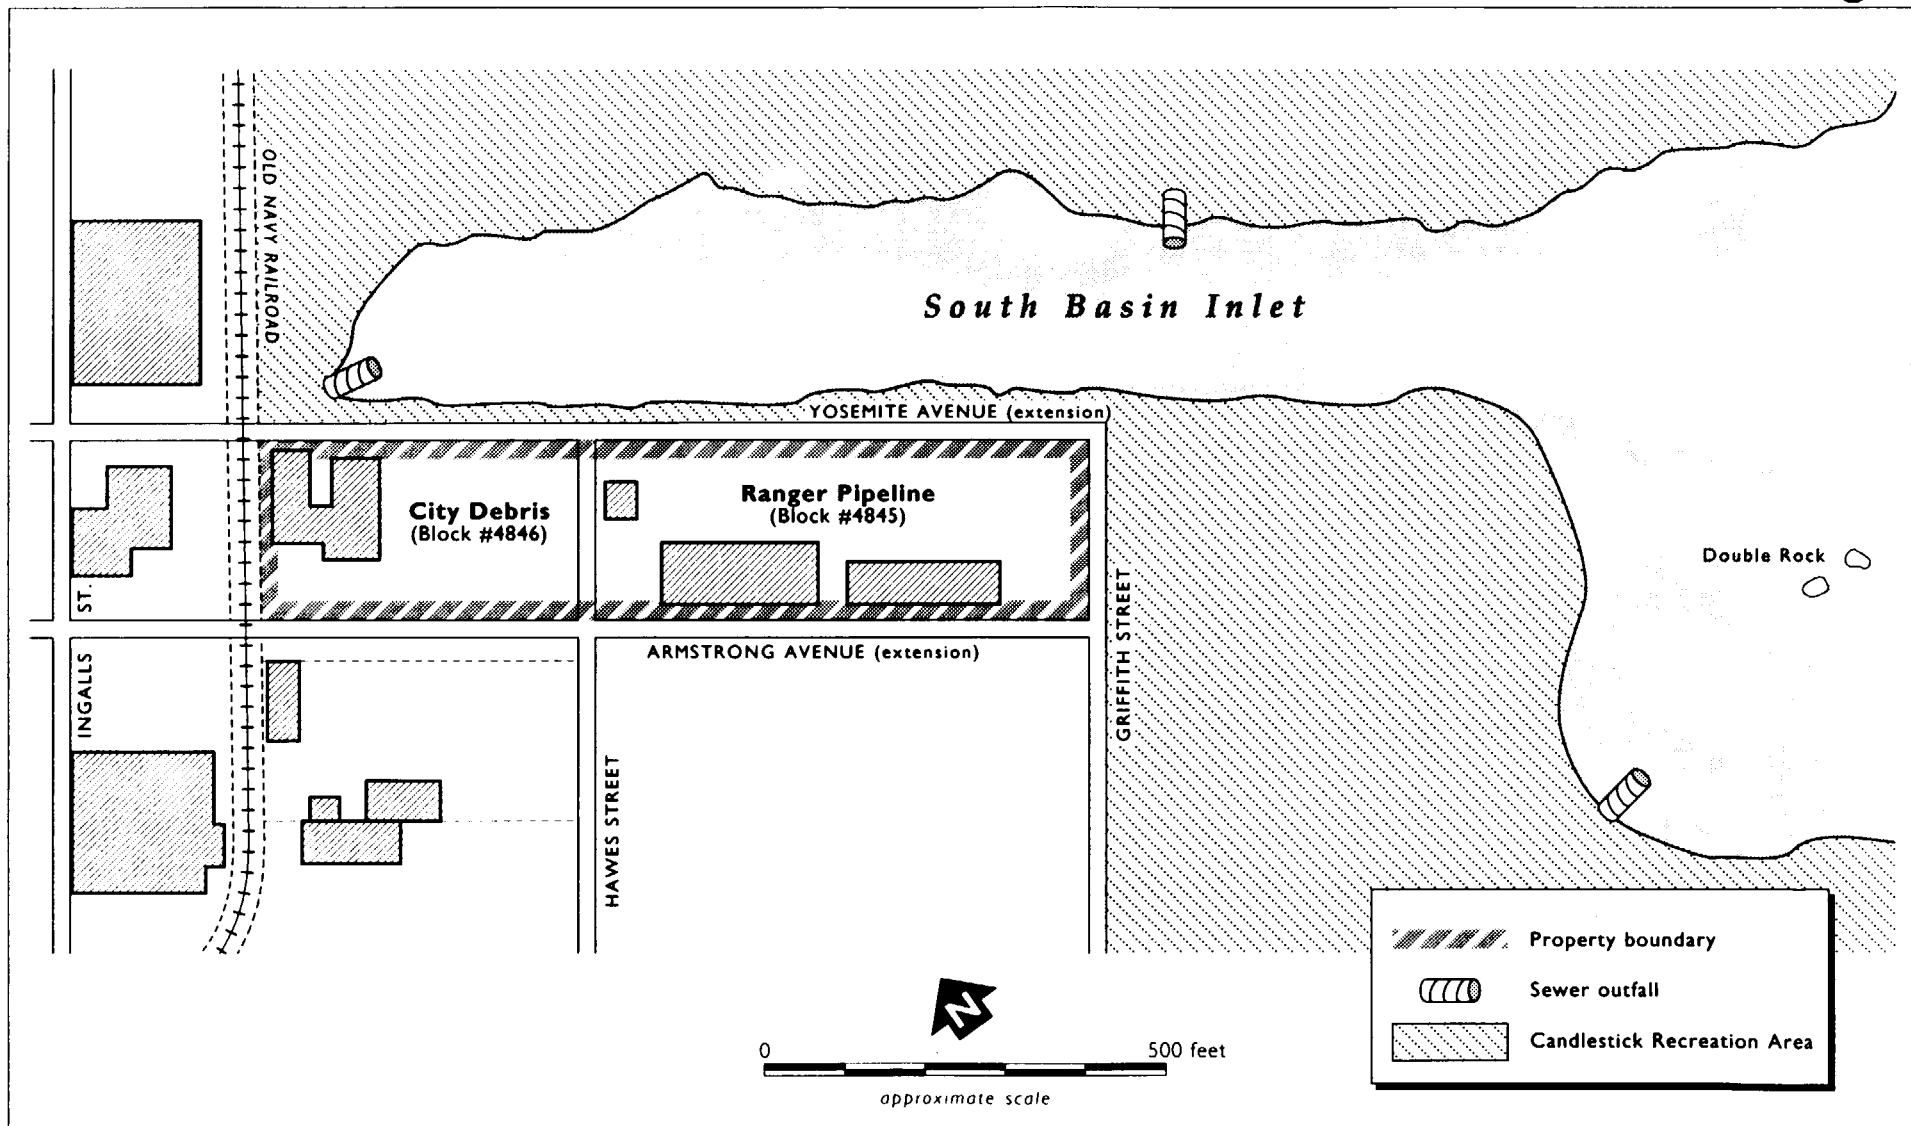 OLD NAVY RAILROAD
South Basin Inlet
YOSEMITE AVENUE (extension)
City Debris
(Block #4846)
Ranger Pipeline
(Block #4845)
Double Rock
INGALLS ST.
ARMSTRONG AVENUE (extension)
GRIFFITH STREET
HAWES STREET
Property boundary
Sewer outfall
Candlestick Recreation Area
N
0 500 feet
approximate scale